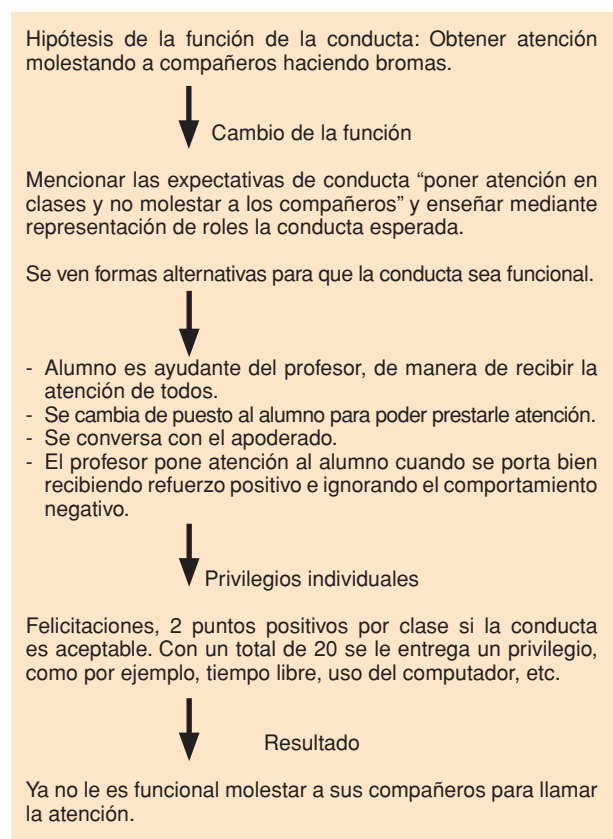 Hipótesis de la función de la conducta: Obtener atención
molestando a compañeros haciendo bromas.
Cambio de la función
Mencionar las expectativas de conducta “poner atención en
clases y no molestar a los compañeros” y enseñar mediante
representación de roles la conducta esperada.
Se ven formas alternativas para que la conducta sea funcional.
- Alumno es ayudante del profesor, de manera de recibir la
atención de todos.
- Se cambia de puesto al alumno para poder prestarle atención.
- Se conversa con el apoderado.
- El profesor pone atención al alumno cuando se porta bien
recibiendo refuerzo positivo e ignorando el comportamiento
negativo.
Privilegios individuales
Felicitaciones, 2 puntos positivos por clase si la conducta
es aceptable. Con un total de 20 se le entrega un privilegio,
como por ejemplo, tiempo libre, uso del computador, etc.
Resultado
Ya no le es funcional molestar a sus compañeros para llamar
la atención.